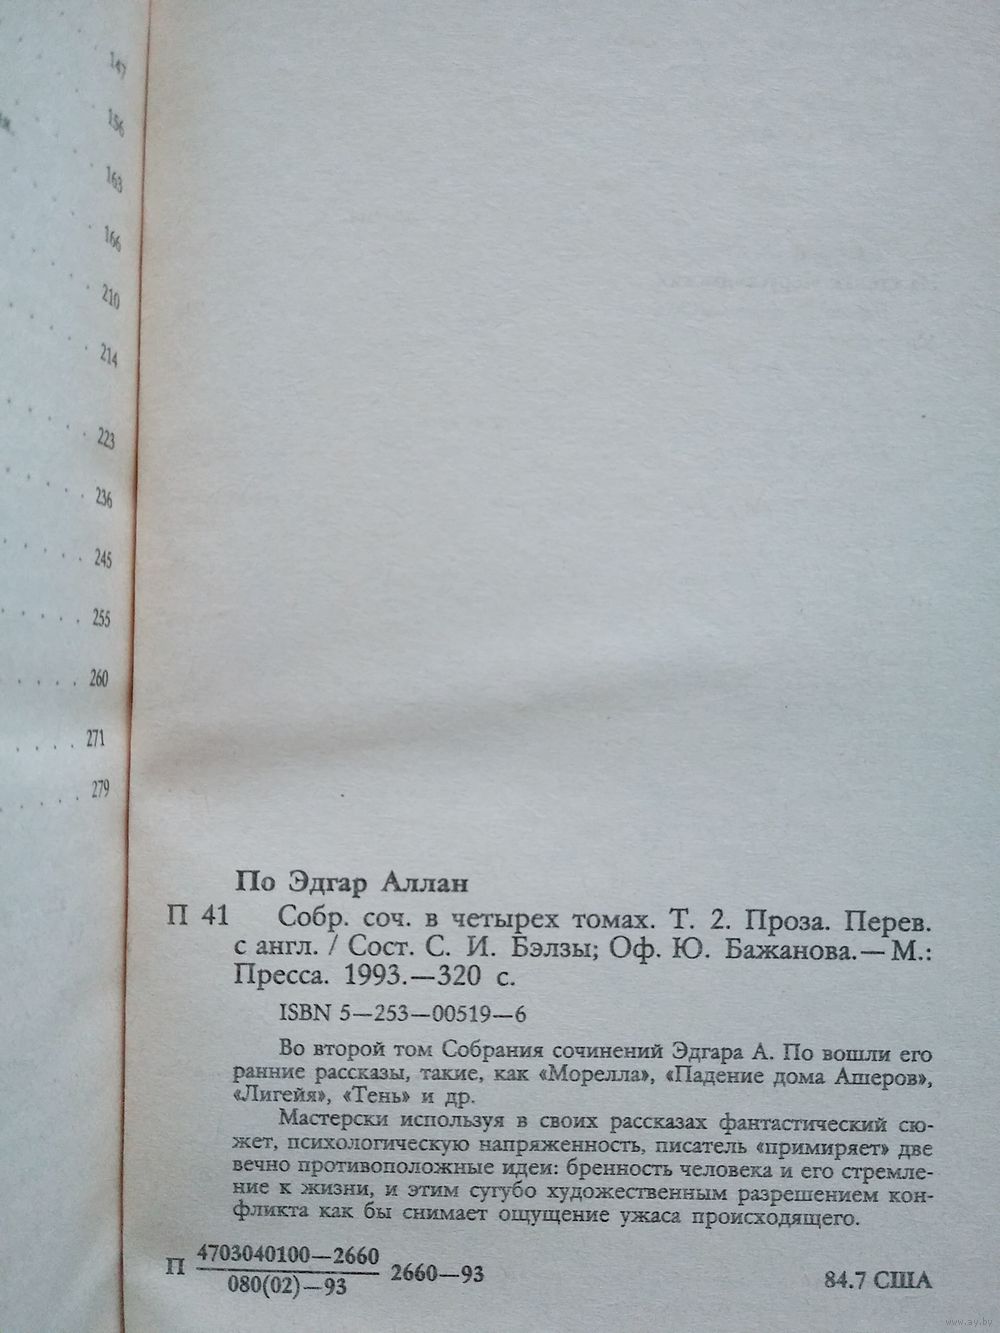 147
156
163
166
210
214
223
236
245
255
260
271
279
По Эдгар Аллан
П 41 Собр. соч. в четырех томах. Т. 2. Проза. Перев.
с англ. / Сост. С. И. Бэлзы; Оф. Ю. Бажанова.—М.:
Пресса. 1993.—320 с.
ISBN 5—253—00519—6
Во второй том Собрания сочинений Эдгара А. По вошли его
ранние рассказы, такие, как «Морелла», «Падение дома Ашеров»,
«Лигейя», «Тень» и др.
Мастерски используя в своих рассказах фантастический сю-
жет, психологическую напряженность, писатель «примиряет» две
вечно противоположные идеи: бренность человека и его стремле-
ние к жизни, и этим сугубо художественным разрешением кон-
фликта как бы снимает ощущение ужаса происходящего.
П 4703040100—2660
080(02)—93
2660—93
84.7 США
www.ay.by